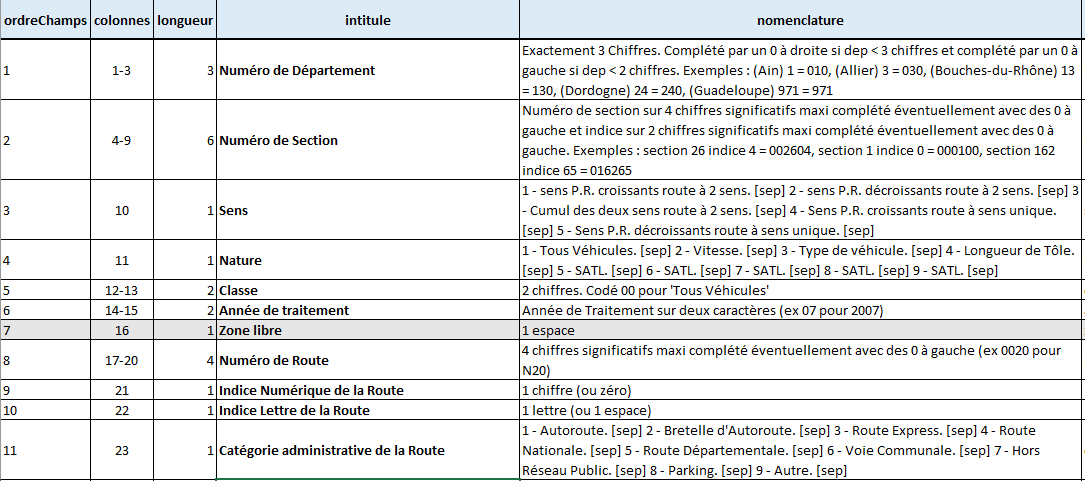 ordreChamps colonnes longueur intitule nomenclature
1 1-3 3 Numéro de Département Exactement 3 Chiffres. Complété par un 0 à droite si dep < 3 chiffres et complété par un 0 à
gauche si dep < 2 chiffres. Exemples : (Ain) 1 = 010, (Allier) 3 = 030, (Bouches-du-Rhône) 13
= 130, (Dordogne) 24 = 240, (Guadeloupe) 971 = 971
2 4-9 6 Numéro de Section Numéro de section sur 4 chiffres significatifs maxi complété éventuellement avec des 0 à
gauche et indice sur 2 chiffres significatifs maxi complété éventuellement avec des 0 à
gauche. Exemples : section 26 indice 4 = 002604, section 1 indice 0 = 000100, section 162
indice 65 = 016265
3 10 1 Sens 1 - sens P.R. croissants route à 2 sens. [sep] 2 - sens P.R. décroissants route à 2 sens. [sep] 3
- Cumul des deux sens route à 2 sens. [sep] 4 - Sens P.R. croissants route à sens unique.
[sep] 5 - Sens P.R. décroissants route à sens unique. [sep]
4 11 1 Nature 1 - Tous Véhicules. [sep] 2 - Vitesse. [sep] 3 - Type de véhicule. [sep] 4 - Longueur de Tôle.
[sep] 5 - SATL. [sep] 6 - SATL. [sep] 7 - SATL. [sep] 8 - SATL. [sep] 9 - SATL. [sep]
5 12-13 2 Classe 2 chiffres. Codé 00 pour 'Tous Véhicules'
6 14-15 2 Année de traitement Année de Traitement sur deux caractères (ex 07 pour 2007)
7 16 1 Zone libre 1 espace
8 17-20 4 Numéro de Route 4 chiffres significatifs maxi complété éventuellement avec des 0 à gauche (ex 0020 pour
N20)
9 21 1 Indice Numérique de la Route 1 chiffre (ou zéro)
10 22 1 Indice Lettre de la Route 1 lettre (ou 1 espace)
11 23 1 Catégorie administrative de la Route 1 - Autoroute. [sep] 2 - Bretelle d'Autoroute. [sep] 3 - Route Express. [sep] 4 - Route
Nationale. [sep] 5 - Route Départementale. [sep] 6 - Voie Communale. [sep] 7 - Hors
Réseau Public. [sep] 8 - Parking. [sep] 9 - Autre. [sep]